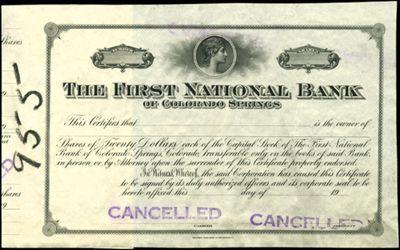 Shares
95-5-
THE FIRST NATIONAL BANK
OF COLORADO SPRINGS
This Certifies that is the owner of
Shares of Twenty Dollars each of the Capital Stock of The First National
Bank of Colorado Springs, Colorado, transferable only on the books of said Bank,
in person, or by Attorney upon the surrender of this Certificate properly endorsed.
In Witness Whereof, the said Corporation has caused this Certificate
to be signed by its duly authorized officers and its corporate seal to be
hereto affixed this day of 19
CANCELLED
CANCELLED
CASHIER